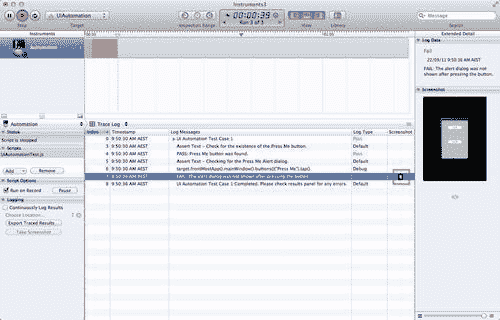 Instruments3
UIAutomation
00:00:39
Run 3 of 3
Message
Stop
Target
Inspection Range
View
Library
Search
Instruments
Extended Detail
Automation
Log Data
Fail
22/09/11 9:50:36 AM AEST
FAIL: The alert dialog was not shown after pressing the button.
Screenshot
Automation
Trace Log
Status
Script is stopped
Scripts
UIAutomationTest.js
Add
Remove
Script Options
Run on Record
Pause
Logging
Continuously Log Results
Choose Location...
Export Traced Results...
Take Screenshot
Index
Timestamp
Log Messages
Log Type
Screenshot
0 9:50:30 AM AEST UI Automation Test Case 1
3 9:50:30 AM AEST Assert Text - Check for the existence of the Press Me button. Default
4 9:50:30 AM AEST PASS: Press Me button was found. Pass
5 9:50:30 AM AEST Assert Text - Checking for the Press Me Alert dialog. Default
6 9:50:30 AM AEST target.frontMostApp().mainWindow().buttons()["Press Me"].tap() Debug
FAIL: The alert dialog was not shown after pressing the button.
8 9:50:36 AM AEST UI Automation Test Case 1 Completed. Please check results panel for any errors. Default